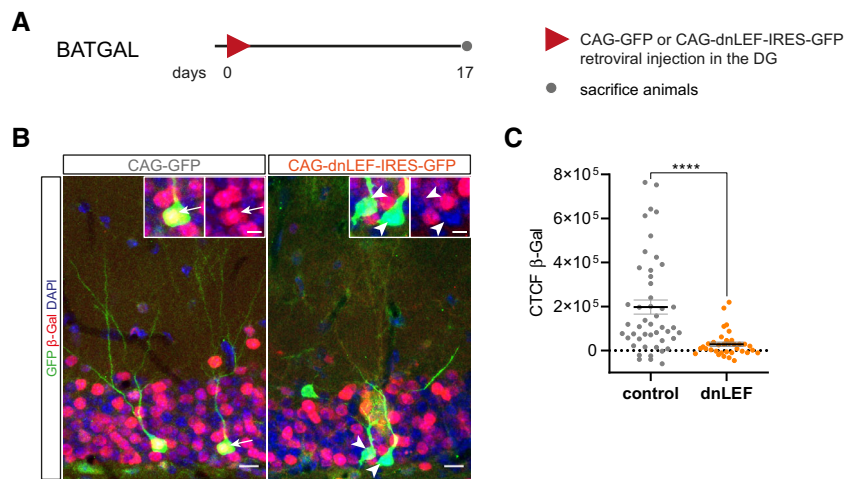 A
BATGAL
days
0
17
CAG-GFP or CAG-dnLEF-IRES-GFP
retroviral injection in the DG
sacrifice animals
B
CAG-GFP
CAG-dnLEF-IRES-GFP
GFP β-Gal DAPI
C
CTCF β-Gal
8×10⁵
6×10⁵
4×10⁵
2×10⁵
0
****
control
dnLEF